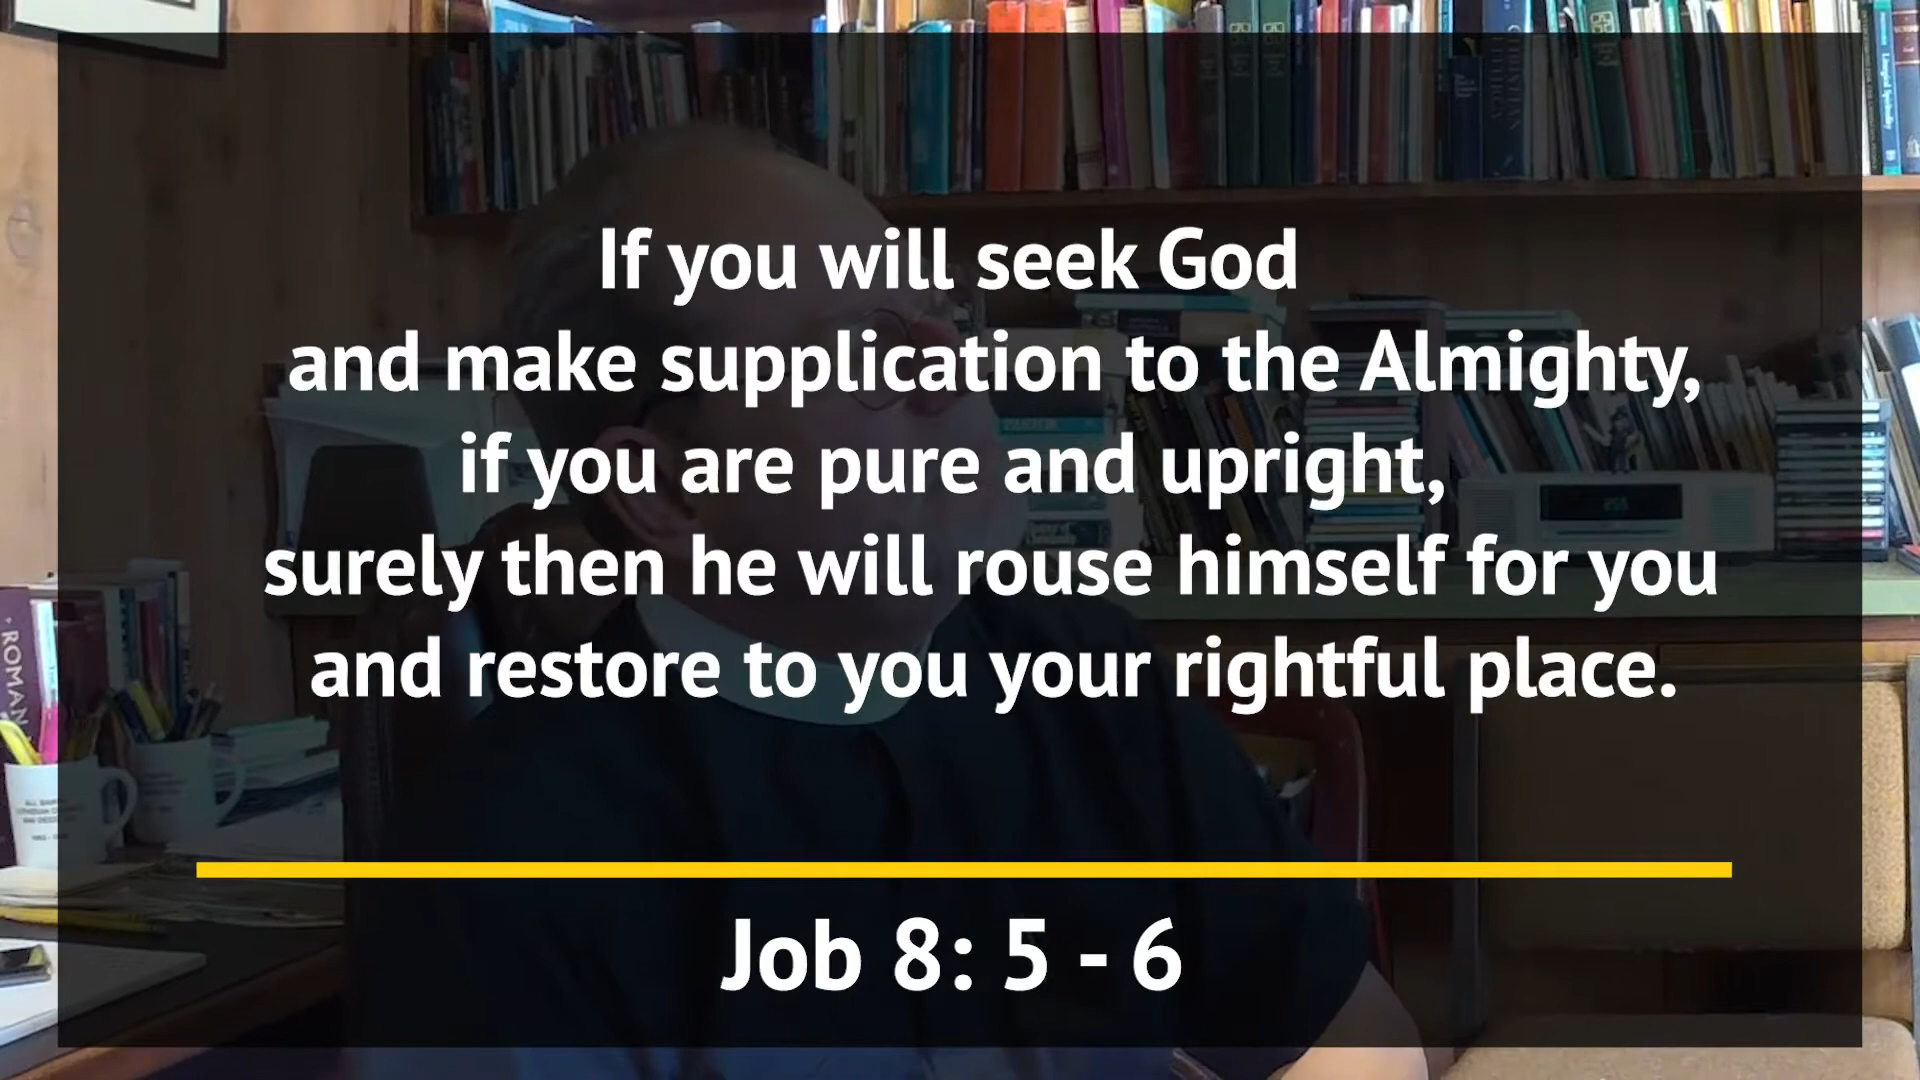 If you will seek God
and make supplication to the Almighty,
if you are pure and upright,
surely then he will rouse himself for you
and restore to you your rightful place.
Job 8: 5 - 6
ROMAN